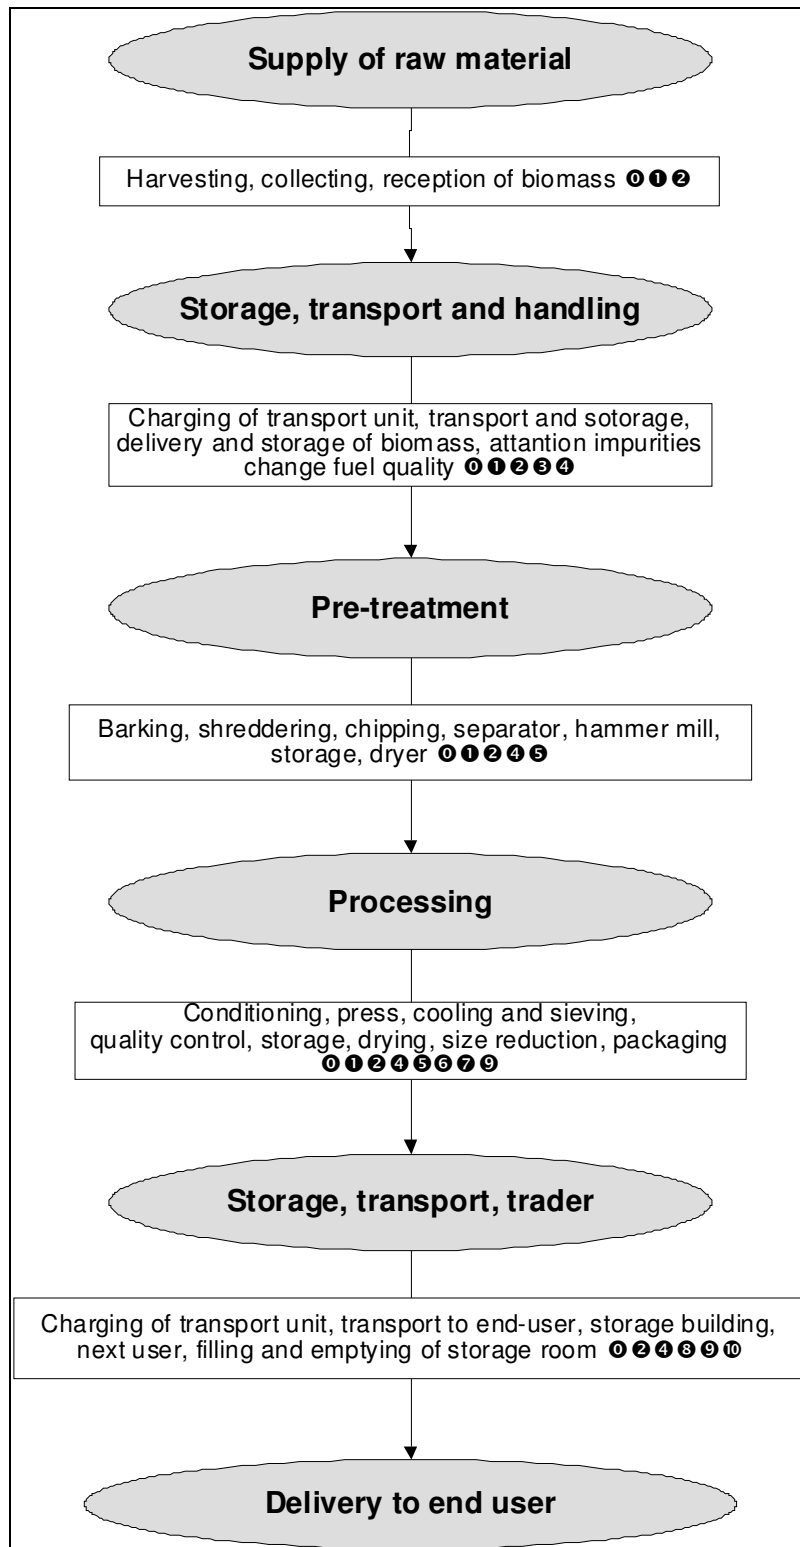 Supply of raw material
Harvesting, collecting, reception of biomass ⓿❶❷
Storage, transport and handling
Charging of transport unit, transport and sotorage,
delivery and storage of biomass, attantion impurities
change fuel quality ⓿❶❷❸❹
Pre-treatment
Barking, shreddering, chipping, separator, hammer mill,
storage, dryer ⓿❶❷❹❺
Processing
Conditioning, press, cooling and sieving,
quality control, storage, drying, size reduction, packaging
⓿❶❷❹❺❻❼❾
Storage, transport, trader
Charging of transport unit, transport to end-user, storage building,
next user, filling and emptying of storage room ⓿❷❹❽❾❿
Delivery to end user